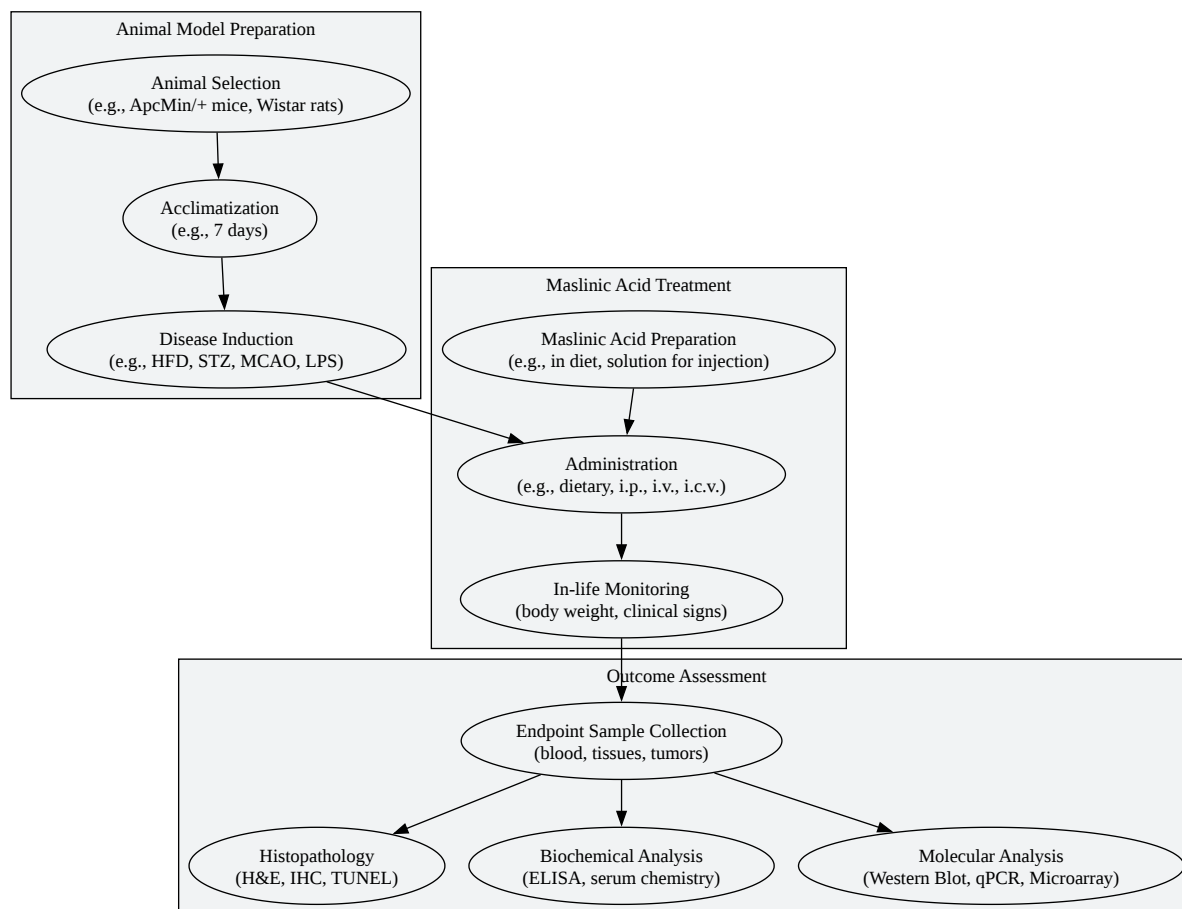 Animal Model Preparation
Animal Selection
(e.g., ApcMin/+ mice, Wistar rats)
Acclimatization
(e.g., 7 days)
Disease Induction
(e.g., HFD, STZ, MCAO, LPS)
Maslinic Acid Treatment
Maslinic Acid Preparation
(e.g., in diet, solution for injection)
Administration
(e.g., dietary, i.p., i.v., i.c.v.)
In-life Monitoring
(body weight, clinical signs)
Outcome Assessment
Endpoint Sample Collection
(blood, tissues, tumors)
Histopathology
(H&E, IHC, TUNEL)
Biochemical Analysis
(ELISA, serum chemistry)
Molecular Analysis
(Western Blot, qPCR, Microarray)